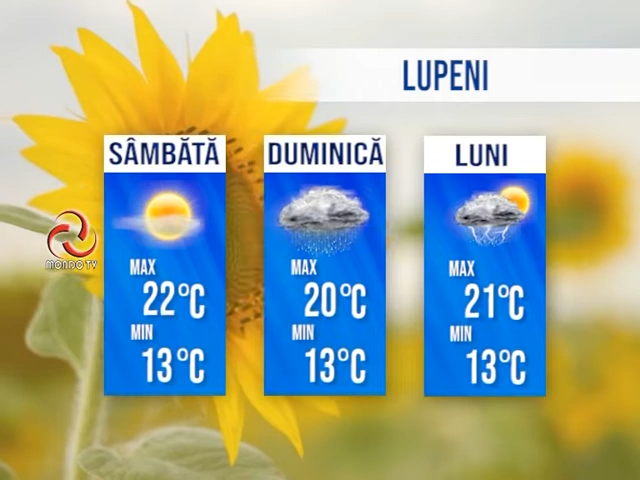 LUPENI
SÂMBĂTĂ
MAX
22°C
MIN
13°C
DUMINICĂ
MAX
20°C
MIN
13°C
LUNI
MAX
21°C
MIN
13°C
MONDO TV